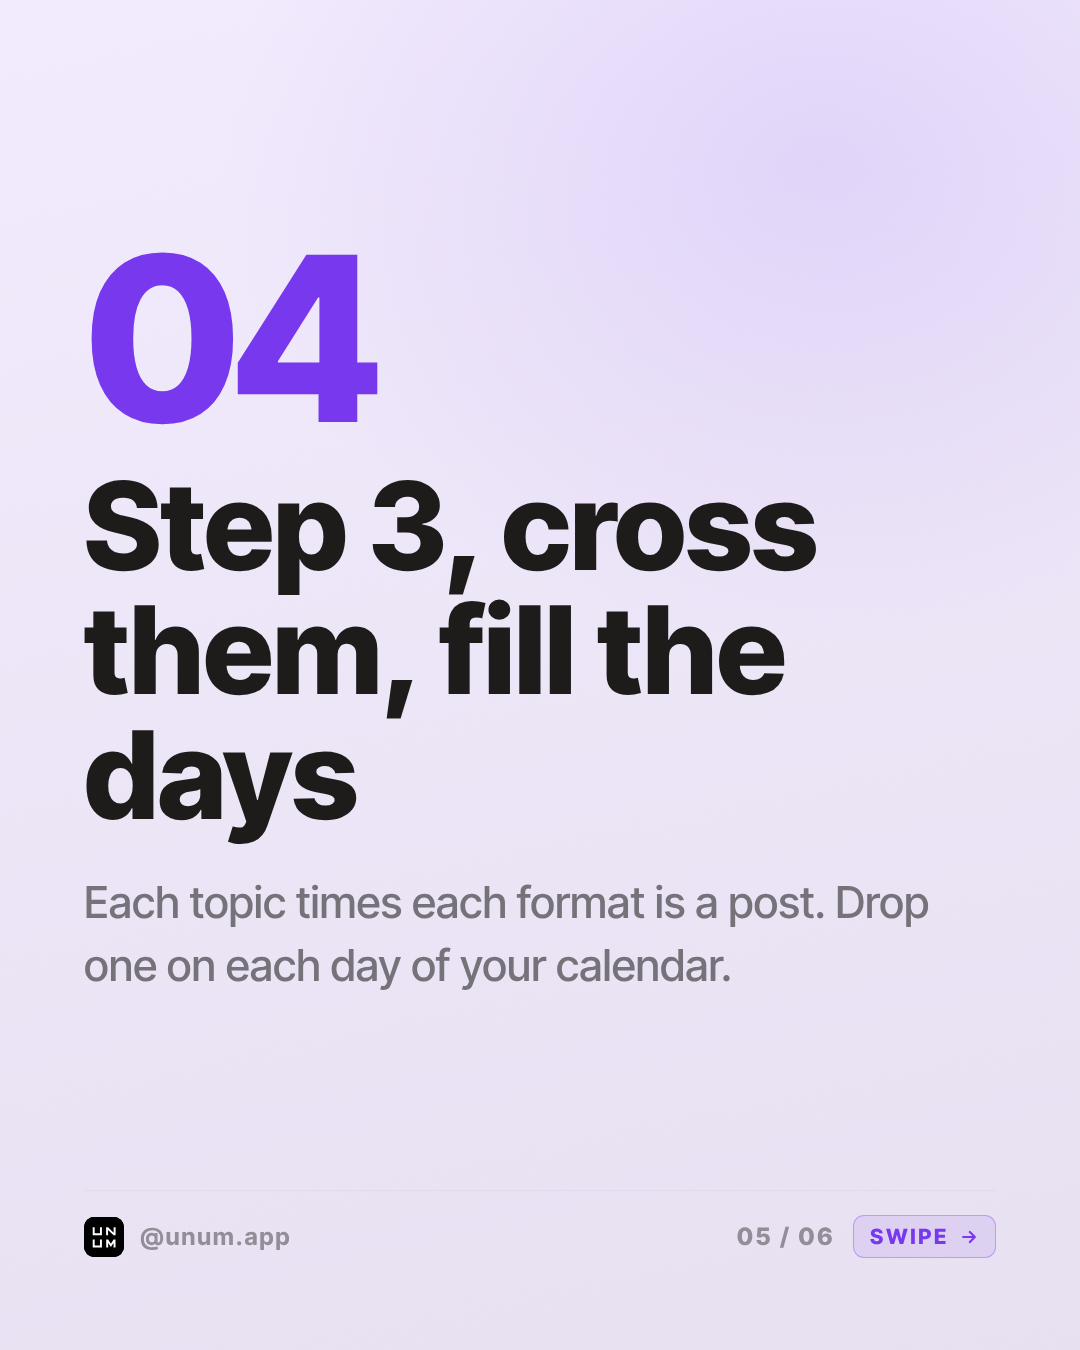 04
Step 3, cross
them, fill the
days
Each topic times each format is a post. Drop
one on each day of your calendar.
UN
UM
@unum.app
05 / 06
SWIPE →